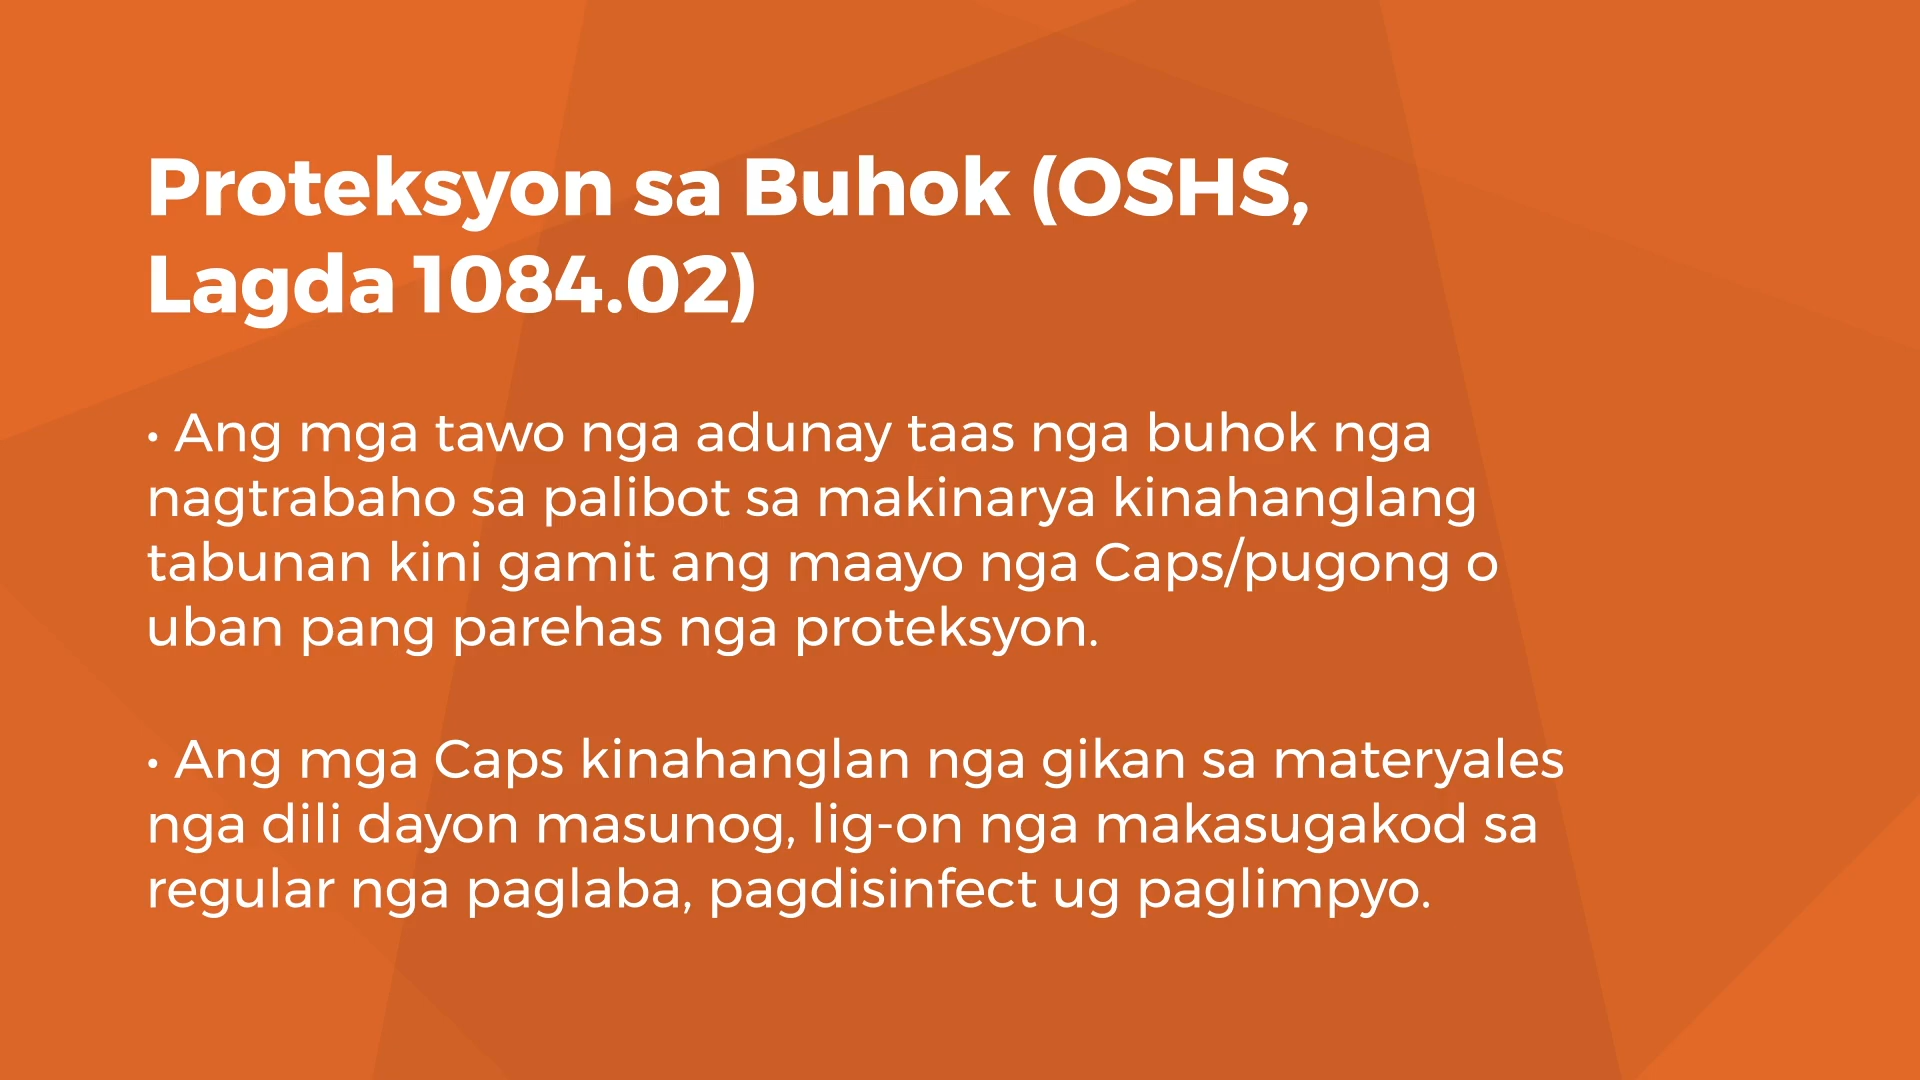 Proteksyon sa Buhok (OSHS,
Lagda 1084.02)
• Ang mga tawo nga adunay taas nga buhok nga
nagtrabaho sa palibot sa makinarya kinahanglang
tabunan kini gamit ang maayo nga Caps/pugong o
uban pang parehas nga proteksyon.
• Ang mga Caps kinahanglan nga gikan sa materyales
nga dili dayon masunog, lig-on nga makasugakod sa
regular nga paglaba, pagdisinfect ug paglimpyo.